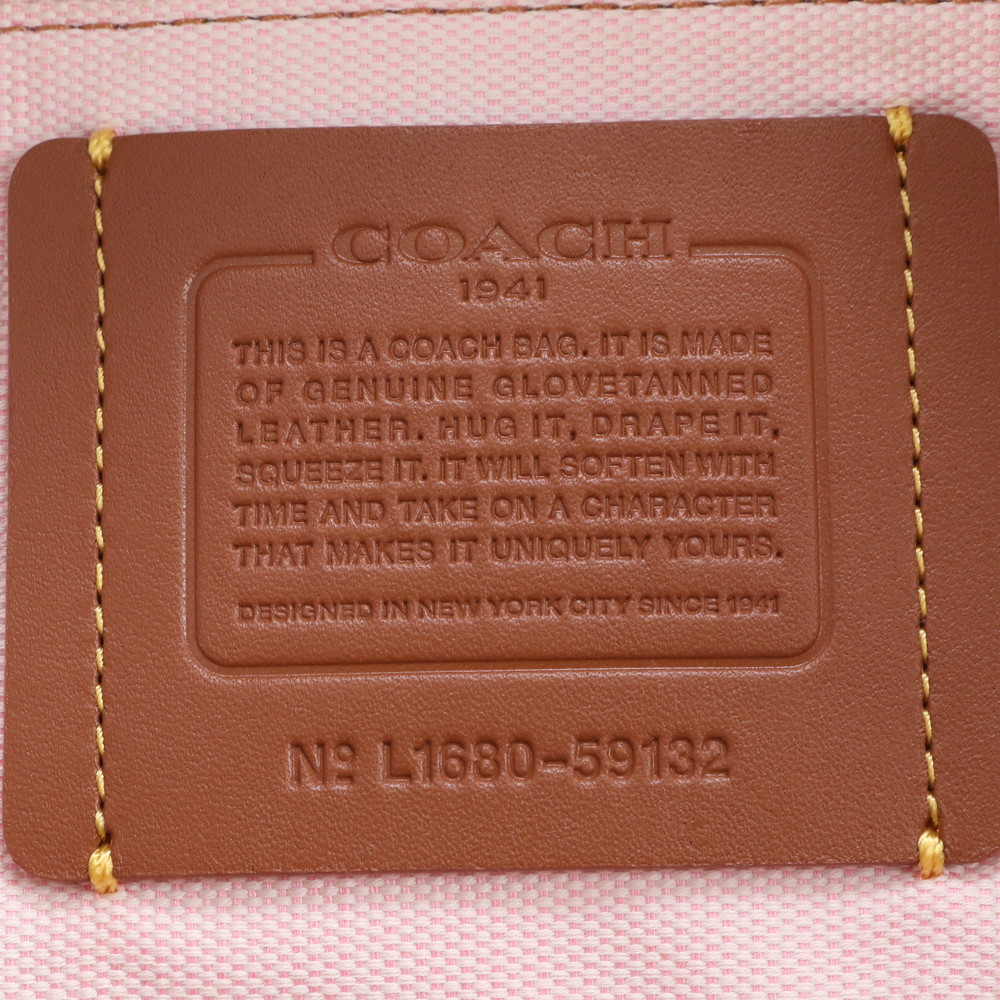 COACH
1941
THIS IS A COACH BAG. IT IS MADE
OF GENUINE GLOVETANNED
LEATHER. HUG IT, DRAPE IT,
SQUEEZE IT. IT WILL SOFTEN WITH
TIME AND TAKE ON A CHARACTER
THAT MAKES IT UNIQUELY YOURS.
DESIGNED IN NEW YORK CITY SINCE 1941
Nº L1680-59132